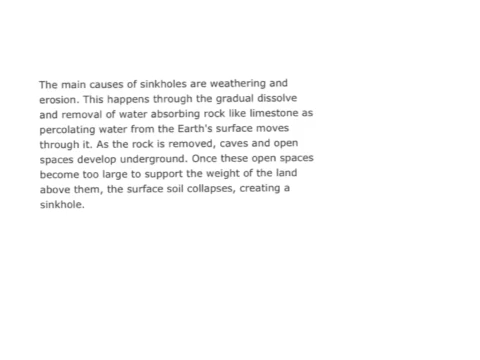 The main causes of sinkholes are weathering and
erosion. This happens through the gradual dissolve
and removal of water absorbing rock like limestone as
percolating water from the Earth's surface moves
through it. As the rock is removed, caves and open
spaces develop underground. Once these open spaces
become too large to support the weight of the land
above them, the surface soil collapses, creating a
sinkhole.